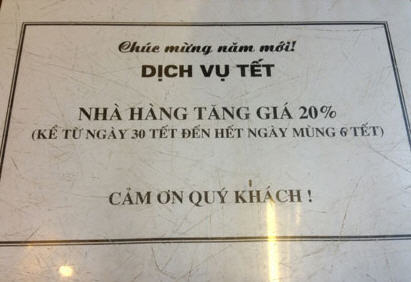 Chúc mừng năm mới!
DỊCH VỤ TẾT
NHÀ HÀNG TĂNG GIÁ 20%
(KỂ TỪ NGÀY 30 TẾT ĐẾN HẾT NGÀY MÙNG 6 TẾT)
CẢM ƠN QUÝ KHÁCH !